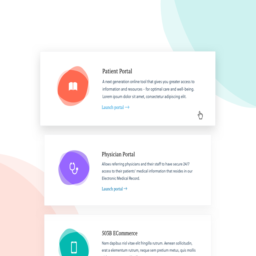 Patient Portal
A next generation online tool that gives you greater access to
information and resources - for optimal care and well-being.
Lorem ipsum dolor sit amet, consectetur adipiscing elit.
Launch portal →
Physician Portal
Allows referring physicians and their staff to have secure 24/7
access to their patients' medical information that resides in our
Electronic Medical Record.
Launch portal →
SOMB ECommerce
Nam dapibus nisl vitae elit fringilla rutrum. Aenean sollicitudin
erat a elementum rutrum, neque sem pretium metus, quis mollis